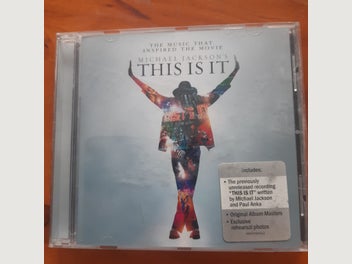 THE MUSIC THAT
INSPIRED THE MOVIE
MICHAEL JACKSON'S
THIS IS IT
includes:
• The previously
unreleased recording
"THIS IS IT" written
by Michael Jackson
and Paul Anka
• Original Album Masters
• Exclusive
rehearsal photos